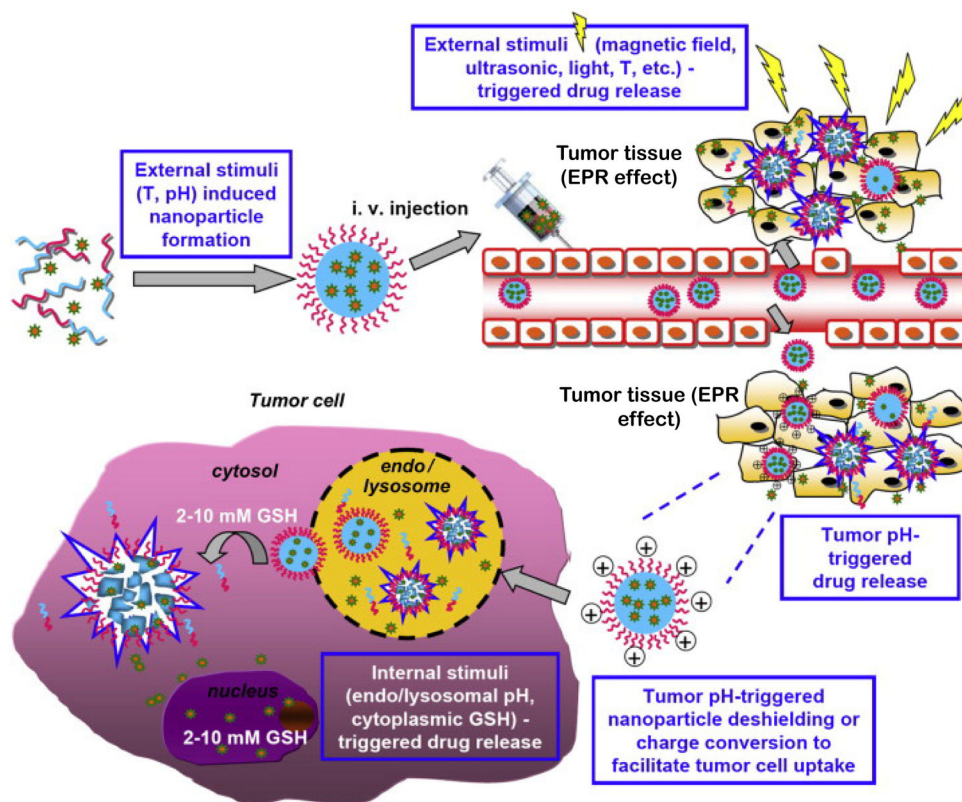 External stimuli (magnetic field,
ultrasonic, light, T, etc.) -
triggered drug release
Tumor tissue
(EPR effect)
External stimuli
(T, pH) induced
nanoparticle
formation
i. v. injection
Tumor tissue (EPR
effect)
Tumor cell
cytosol
endo/
lysosome
2-10 mM GSH
Tumor pH-
triggered
drug release
+
+
+
+
+
+
+
nucleus
2-10 mM GSH
Internal stimuli
(endo/lysosomal pH,
cytoplasmic GSH) -
triggered drug release
Tumor pH-triggered
nanoparticle deshielding or
charge conversion to
facilitate tumor cell uptake